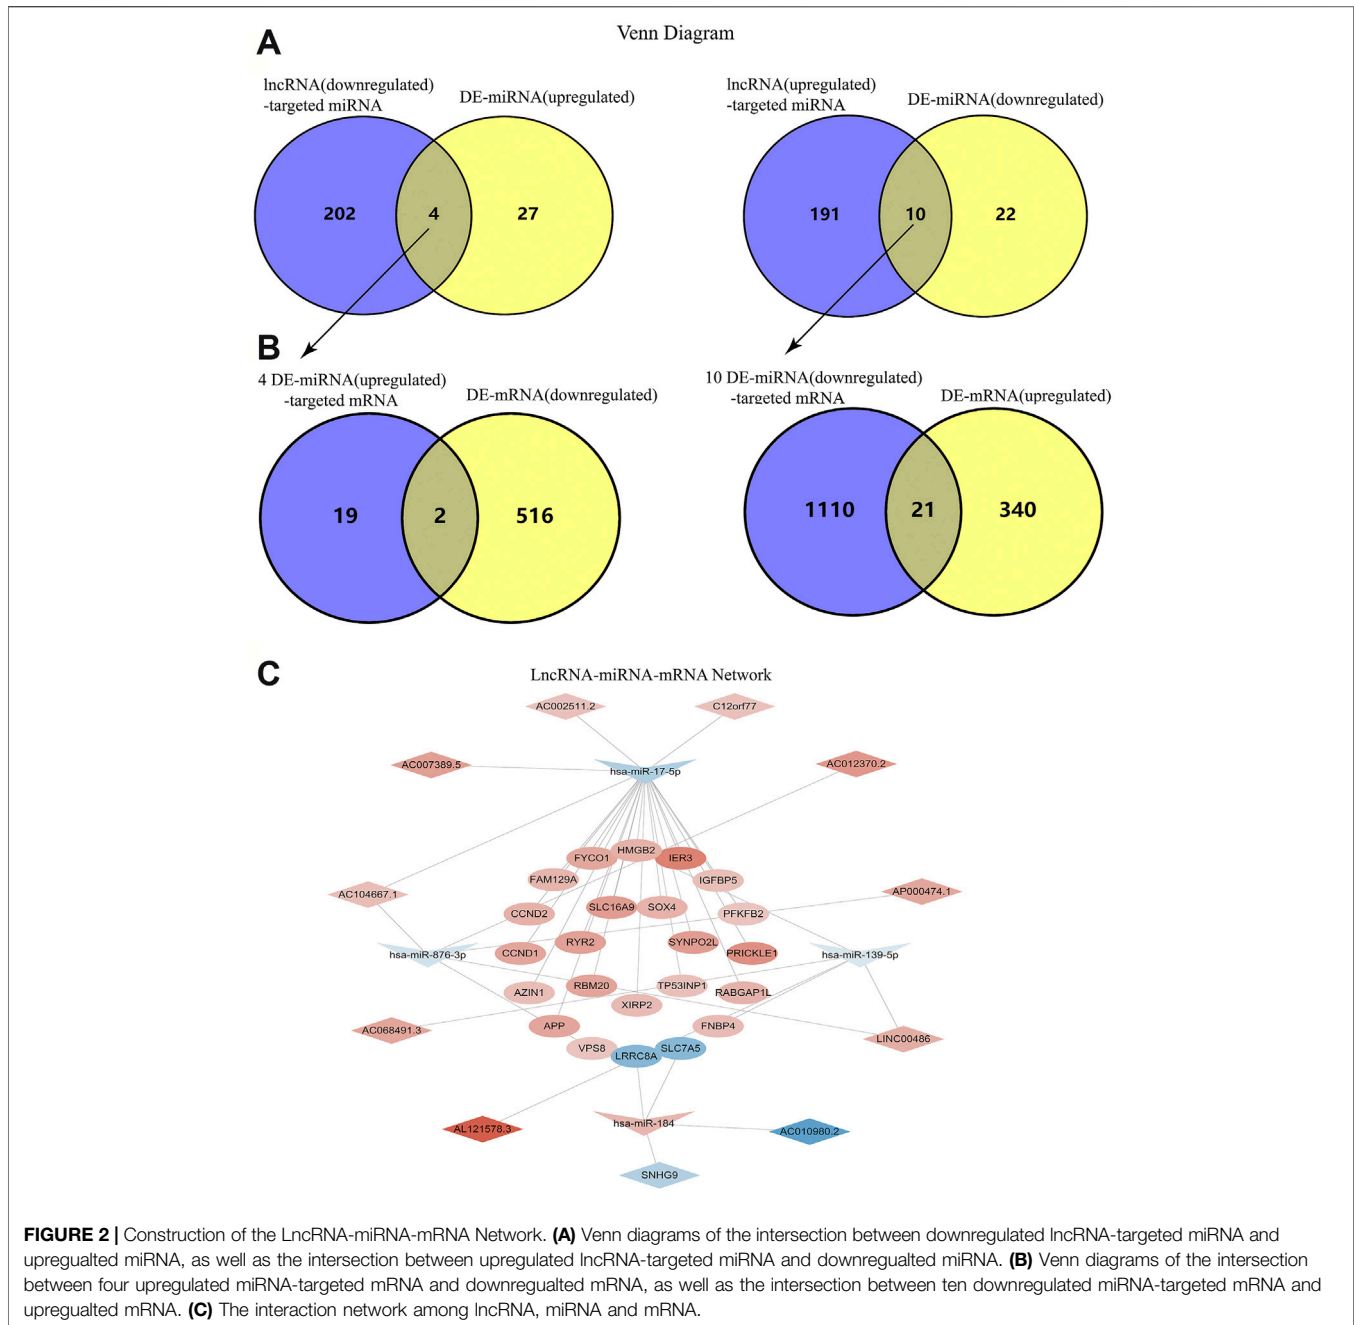 A
Venn Diagram
lncRNA(downregulated)
-targeted miRNA
DE-miRNA(upregulated)
lncRNA(upregulated)
-targeted miRNA
DE-miRNA(downregulated)
202
4
27
191
10
22
B
4 DE-miRNA(upregulated)
-targeted mRNA
DE-mRNA(downregulated)
10 DE-miRNA(downregulated)
-targeted mRNA
DE-mRNA(upregulated)
19
2
516
1110
21
340
C
LncRNA-miRNA-mRNA Network
AC002511.2
C12orf77
AC007389.5
hsa-miR-17-5p
AC012370.2
HMGB2
FYCO1
IER3
FAM129A
IGFBP5
AC104667.1
AP000474.1
CCND2
SLC16A9
SOX4
PFKFB2
RYR2
SYNPO2L
CCND1
PRICKLE1
hsa-miR-876-3p
hsa-miR-139-5p
AZIN1
RBM20
TP53INP1
RABGAP1L
XIRP2
AC068491.3
APP
FNBP4
LINC00486
VPS8
LRRC8A
SLC7A5
AL121578.3
hsa-miR-184
AC010980.2
SNHG9
FIGURE 2 | Construction of the LncRNA-miRNA-mRNA Network. (A) Venn diagrams of the intersection between downregulated lncRNA-targeted miRNA and
upregualted miRNA, as well as the intersection between upregulated lncRNA-targeted miRNA and downregualted miRNA. (B) Venn diagrams of the intersection
between four upregulated miRNA-targeted mRNA and downregualted mRNA, as well as the intersection between ten downregulated miRNA-targeted mRNA and
upregualted mRNA. (C) The interaction network among lncRNA, miRNA and mRNA.